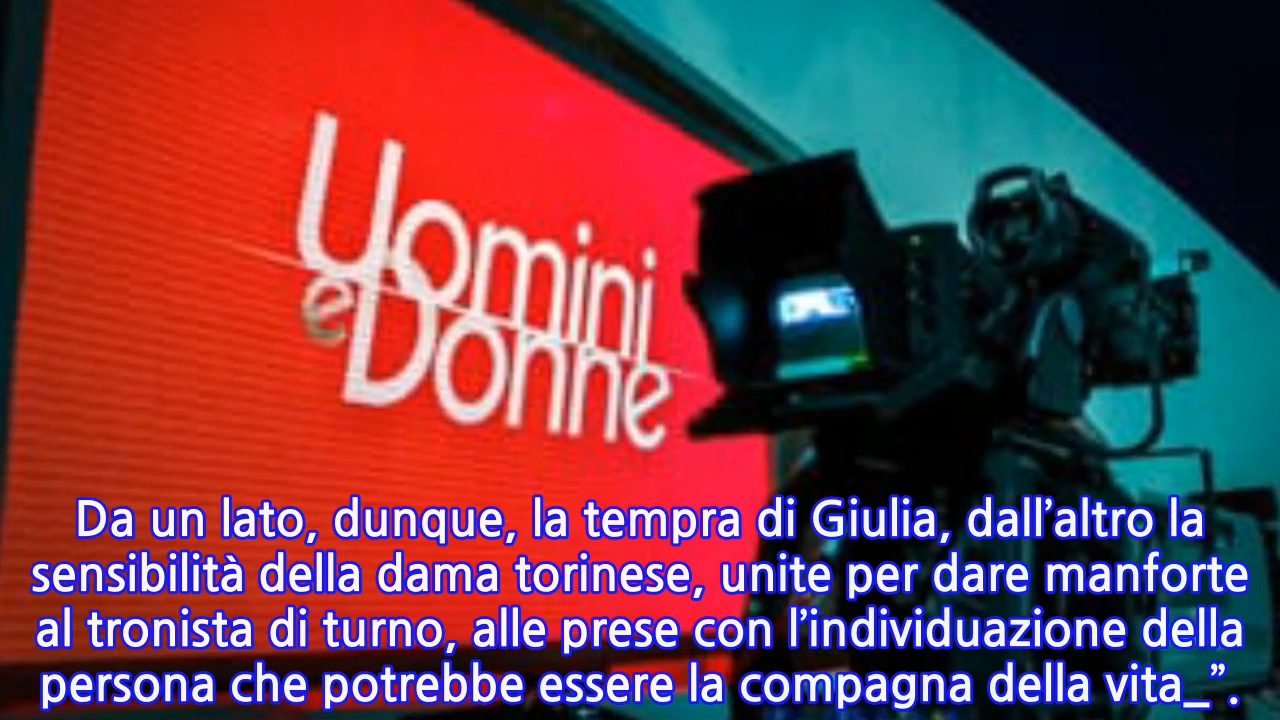 Uomini
e Donne
Da un lato, dunque, la tempra di Giulia, dall’altro la
sensibilità della dama torinese, unite per dare manforte
al tronista di turno, alle prese con l’individuazione della
persona che potrebbe essere la compagna della vita_”.